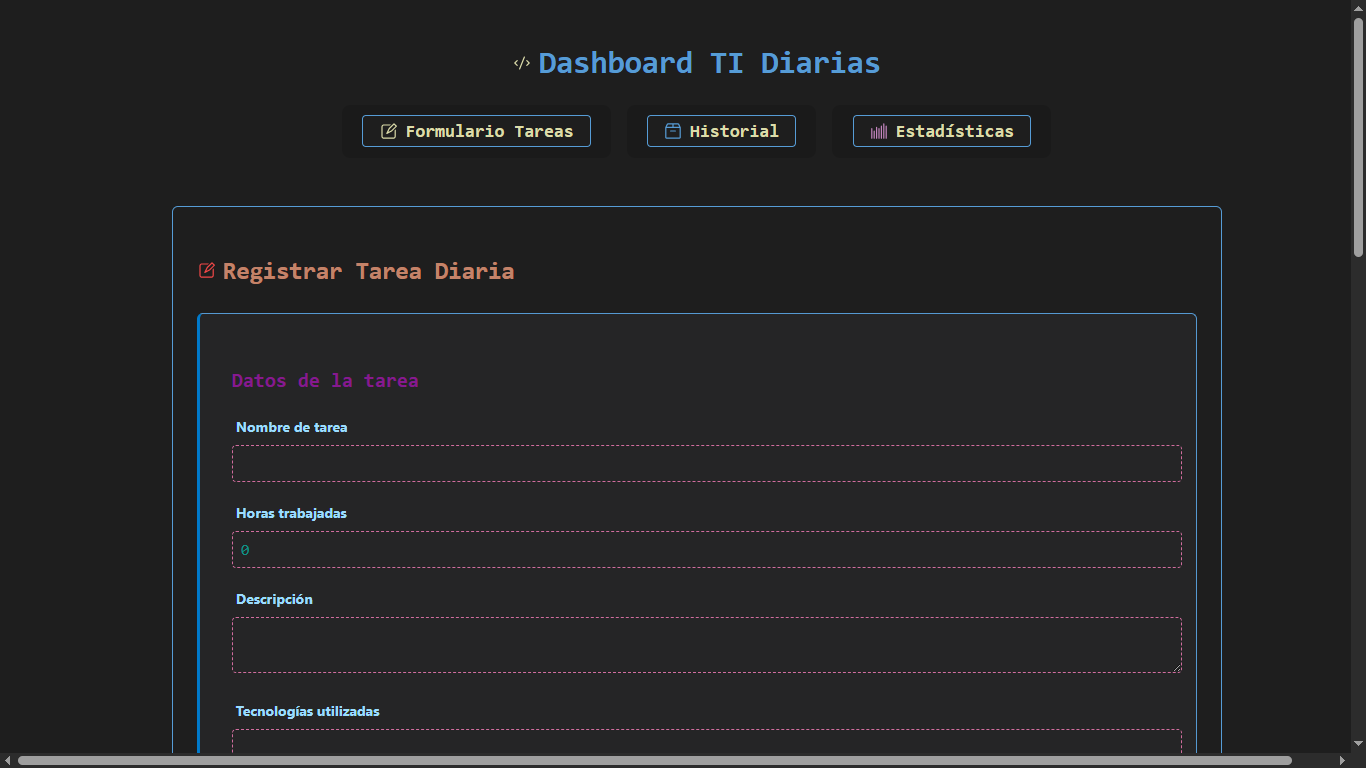 </> Dashboard TI Diarias
Formulario Tareas Historial Estadísticas
Registrar Tarea Diaria
Datos de la tarea
Nombre de tarea
Horas trabajadas
0
Descripción
Tecnologías utilizadas